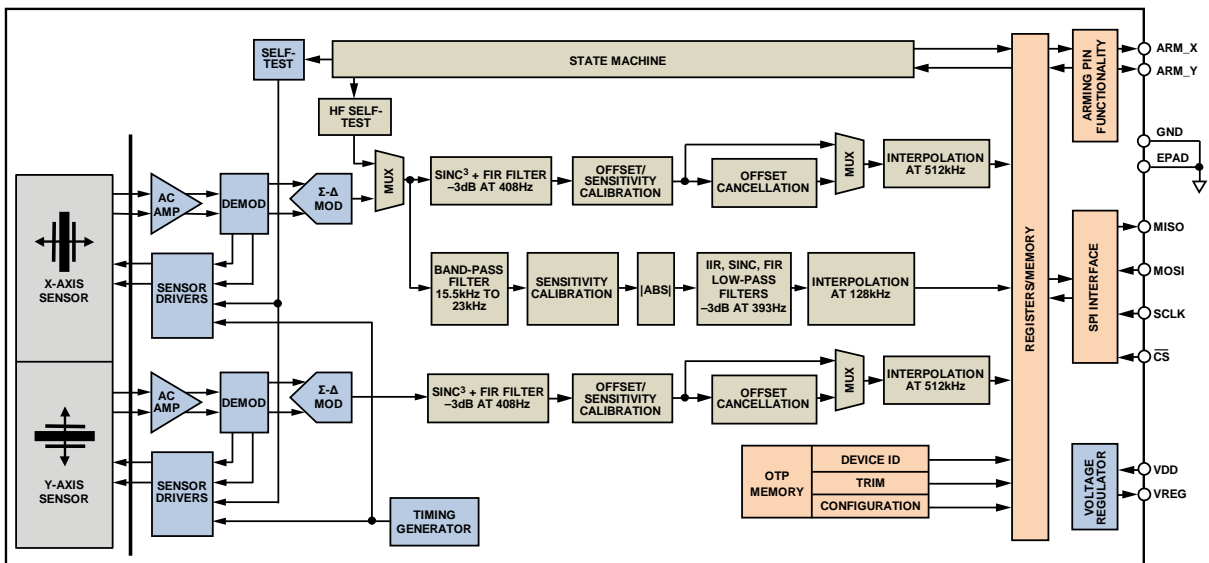 SELF-
TEST
STATE MACHINE
HF SELF-
TEST
MUX
SINC³ + FIR FILTER
–3dB AT 408Hz
OFFSET/
SENSITIVITY
CALIBRATION
OFFSET
CANCELLATION
MUX
INTERPOLATION
AT 512kHz
REGISTERS/MEMORY
ARMING PIN
FUNCTIONALITY
ARM_X
ARM_Y
GND
EPAD
X-AXIS
SENSOR
AC
AMP
DEMOD
Σ-Δ
MOD
SENSOR
DRIVERS
BAND-PASS
FILTER
15.5kHz TO
23kHz
SENSITIVITY
CALIBRATION
|ABS|
IIR, SINC, FIR
LOW-PASS
FILTERS
–3dB AT 393Hz
INTERPOLATION
AT 128kHz
SPI INTERFACE
MISO
MOSI
SCLK
C̅S̅
Y-AXIS
SENSOR
AC
AMP
DEMOD
Σ-Δ
MOD
SENSOR
DRIVERS
SINC³ + FIR FILTER
–3dB AT 408Hz
OFFSET/
SENSITIVITY
CALIBRATION
OFFSET
CANCELLATION
MUX
INTERPOLATION
AT 512kHz
TIMING
GENERATOR
OTP
MEMORY
DEVICE ID
TRIM
CONFIGURATION
VOLTAGE
REGULATOR
VDD
VREG